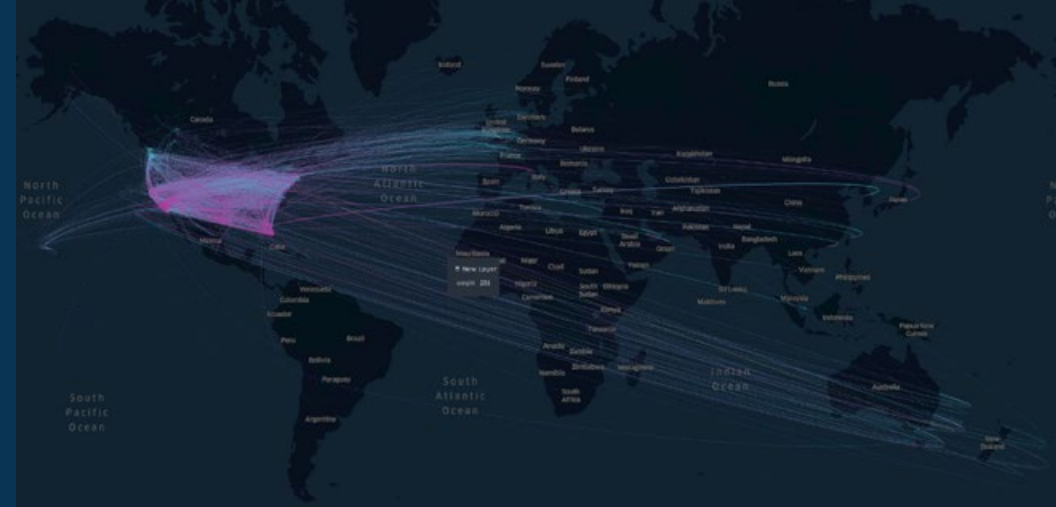 Iceland
Sweden
Finland
Norway
Russia
Canada
United
Kingdom
Germany
Belarus
Ukraine
France
Romania
Kazakhstan
Mongolia
North
Atlantic
Ocean
North
Pacific
Ocean
Spain
Italy
Greece
Turkey
Uzbekistan
Tajikistan
China
Japan
Morocco
Tunisia
Algeria
Libya
Egypt
Iraq
Iran
Afghanistan
Pakistan
Nepal
Saudi
Arabia
Oman
India
Bangladesh
Mexico
Cuba
Mauritania
Niger
Chad
Sudan
Yemen
Laos
Vietnam
Philippines
New Layer
Nigeria
South
Sudan
Ethiopia
Cameroon
Sri Lanka
Maldives
Malaysia
Venezuela
Colombia
Ecuador
Kenya
Indonesia
Papua New
Guinea
Tanzania
Peru
Brazil
Angola
Zambia
Bolivia
Namibia
Zimbabwe
Madagascar
Indian
Ocean
Paraguay
South
Atlantic
Ocean
South
Africa
Australia
South
Pacific
Ocean
Argentina
New
Zealand